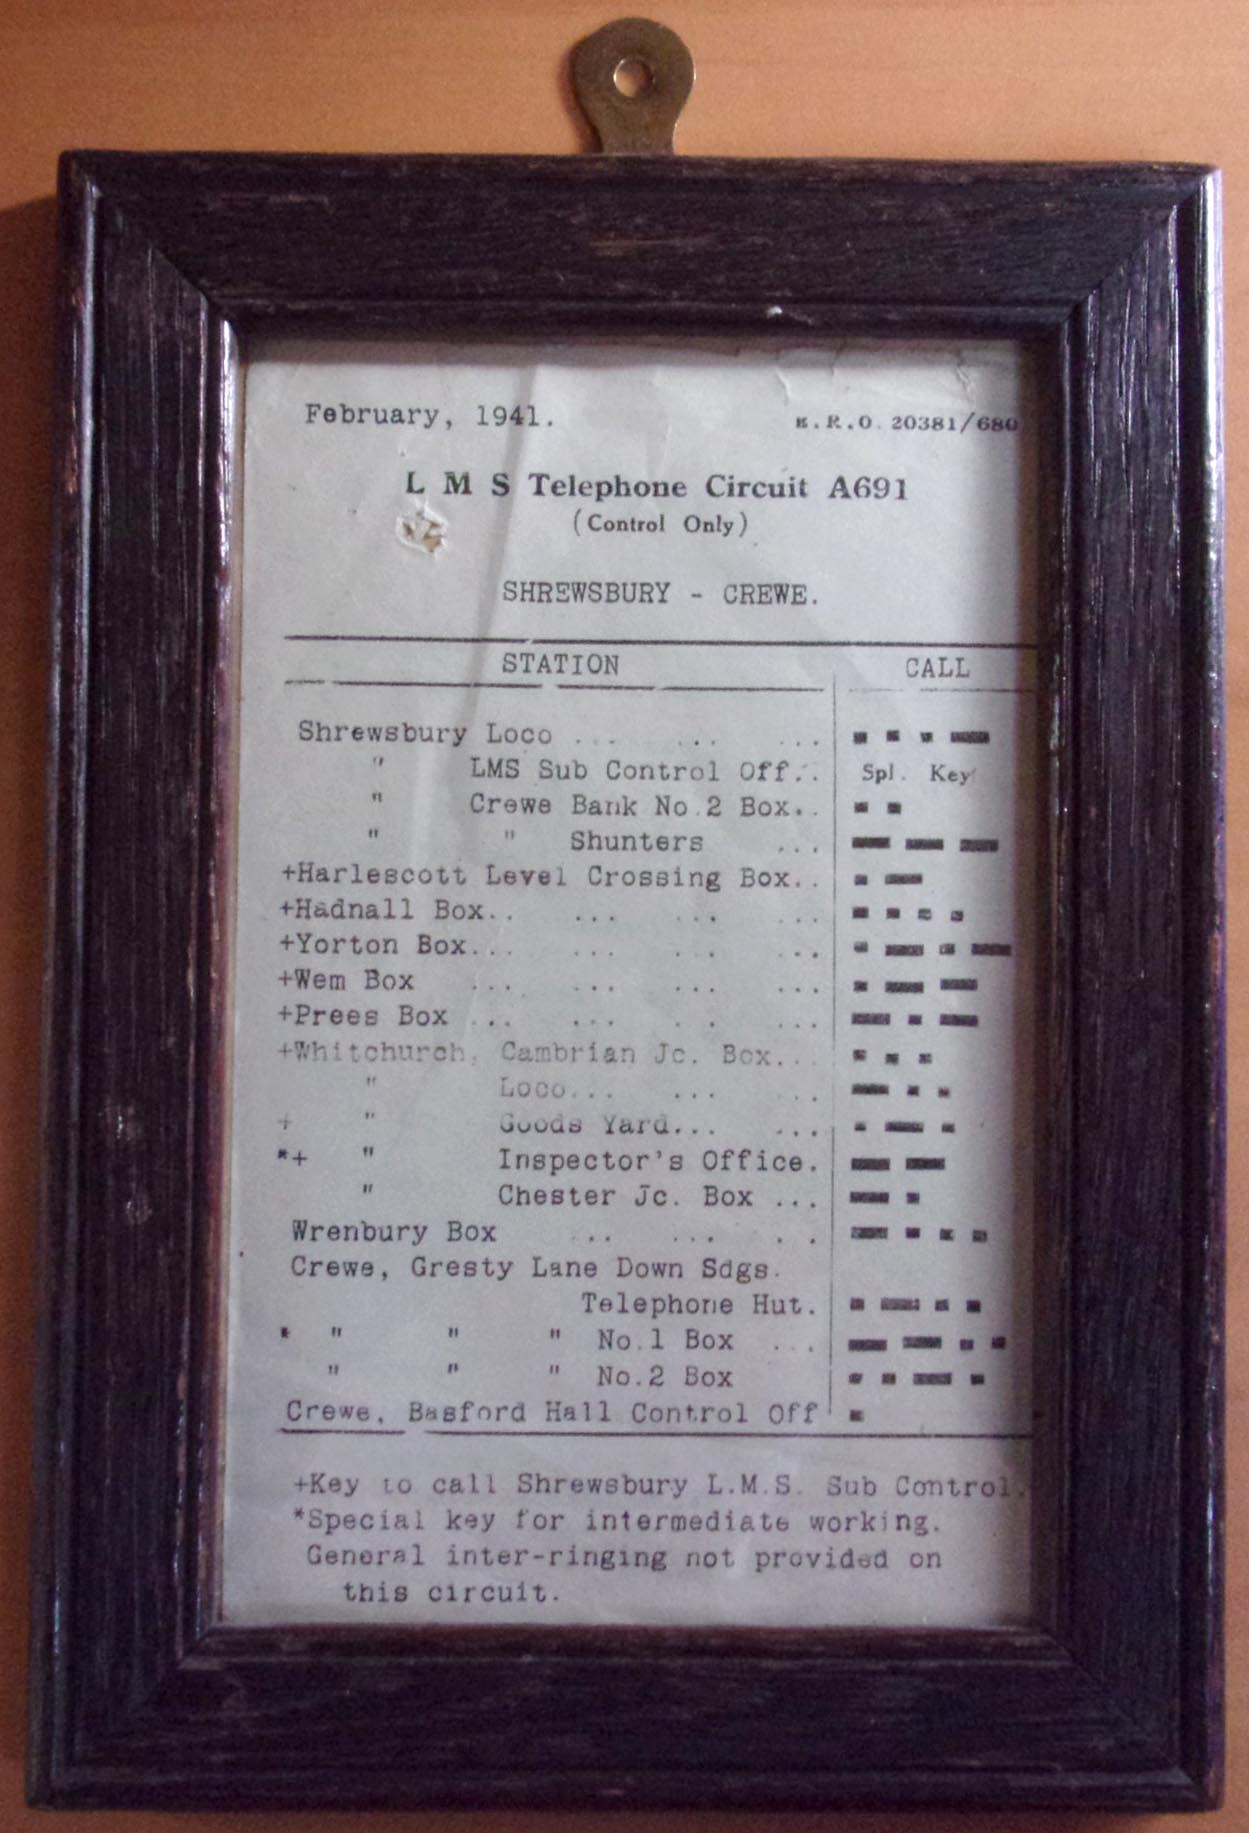 February, 1941. E.R.O. 20381/680
L M S Telephone Circuit A691
(Control Only)
SHREWSBURY - CREWE.
STATION CALL
Shrewsbury Loco ... ... ... ▪ ▪ ▪ ▬
" LMS Sub Control Off.. Spl. Key
" Crewe Bank No.2 Box.. ▪ ▪
" " Shunters ... ▬ ▬ ▬
+Harlescott Level Crossing Box.. ▪ ▬
+Hadnall Box.. ... ... ... ▪ ▪ ▪ ▪
+Yorton Box... ... ... ... ▪ ▬ ▪ ▬
+Wem Box ... ... ... ... ▪ ▬ ▬
+Prees Box ... ... ... ... ▬ ▪ ▬
+Whitchurch, Cambrian Jc. Box... ▪ ▪ ▪
" Loco... ... ... ▬ ▪ ▪
+ " Goods Yard... ... ▪ ▬ ▪
*+ " Inspector's Office. ▬ ▬
" Chester Jc. Box ... ▬ ▪
Wrenbury Box ... ... ... ▬ ▪ ▪ ▪
Crewe, Gresty Lane Down Sdgs.
Telephone Hut. ▪ ▬ ▪ ▪
* " " " No.1 Box ... ▬ ▬ ▪ ▪
" " " No.2 Box ▪ ▪ ▬ ▪
Crewe, Basford Hall Control Off ▪
+Key to call Shrewsbury L.M.S. Sub Control.
*Special key for intermediate working.
General inter-ringing not provided on
this circuit.